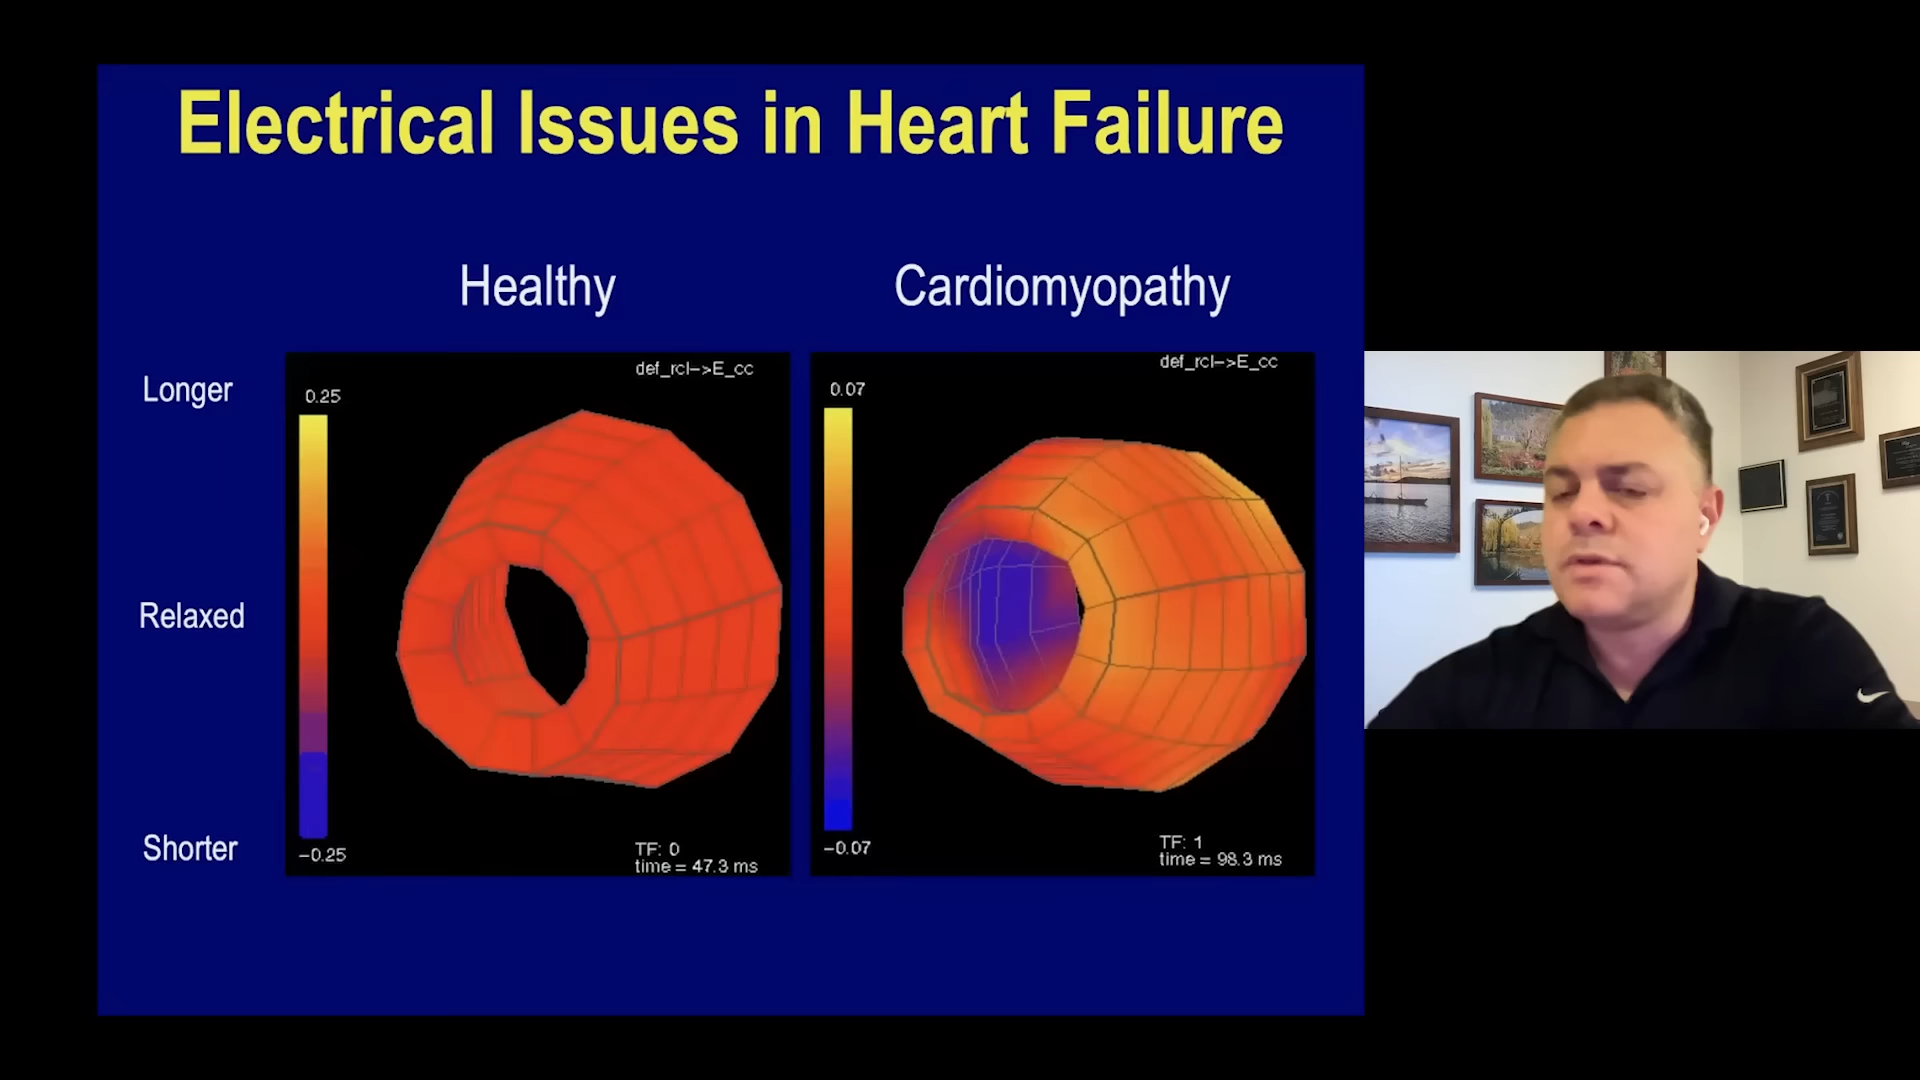 Electrical Issues in Heart Failure
Healthy
Cardiomyopathy
Longer
Relaxed
Shorter
def_rcl->E_cc
0.25
-0.25
TF: 0
time = 47.3 ms
def_rcl->E_cc
0.07
-0.07
TF: 1
time = 98.3 ms